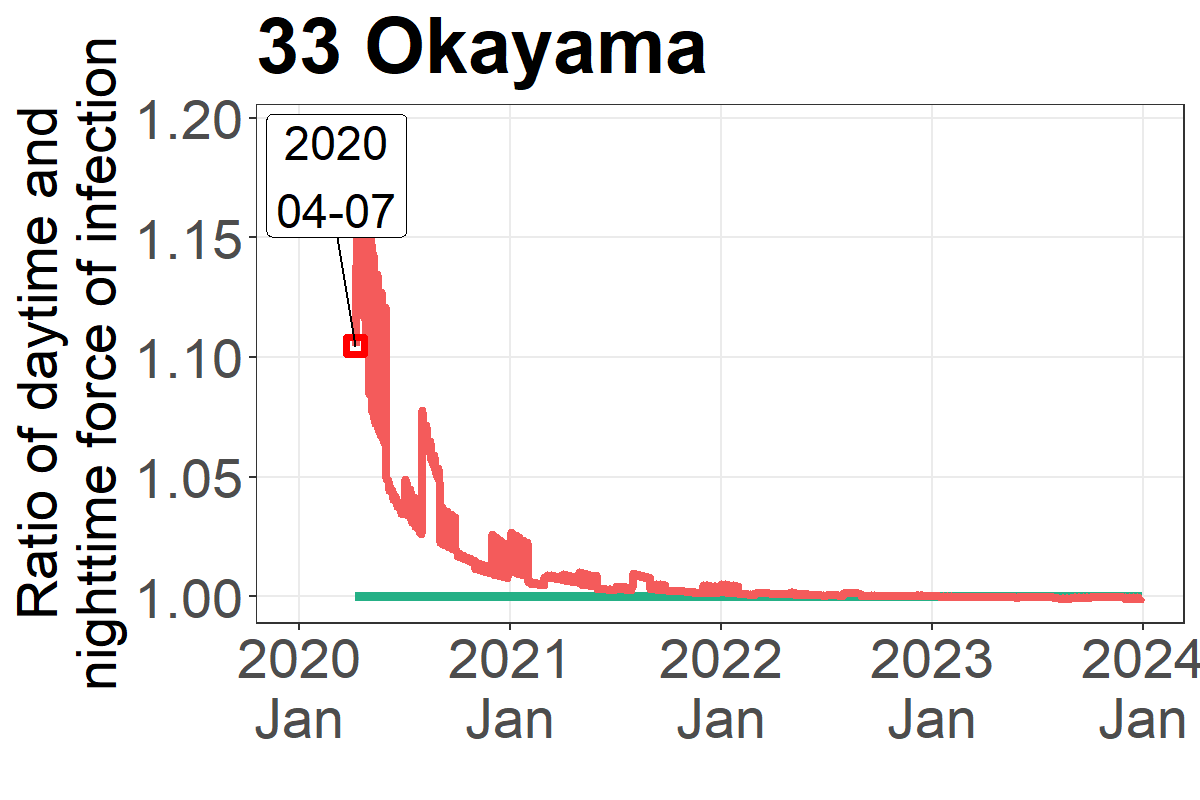 33 Okayama
Ratio of daytime and
nighttime force of infection
1.20
1.15
1.10
1.05
1.00
2020
04-07
2020
Jan
2021
Jan
2022
Jan
2023
Jan
2024
Jan